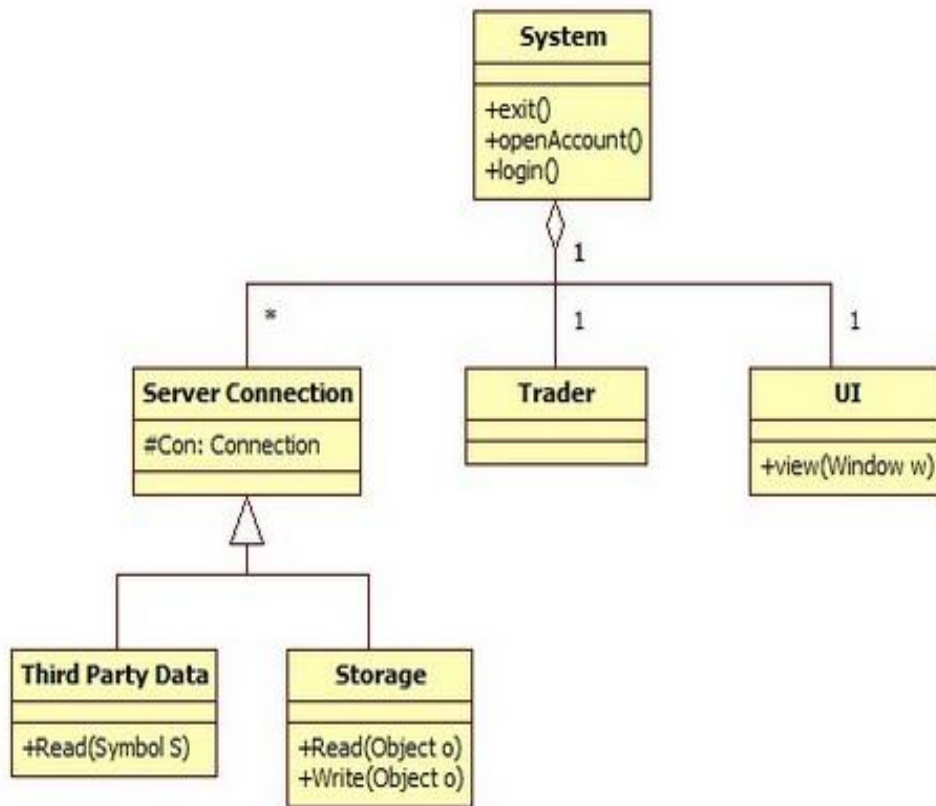 System
+exit()
+openAccount()
+login()
1
*
1
1
Server Connection
#Con: Connection
Trader
UI
+view(Window w)
Third Party Data
+Read(Symbol S)
Storage
+Read(Object o)
+Write(Object o)